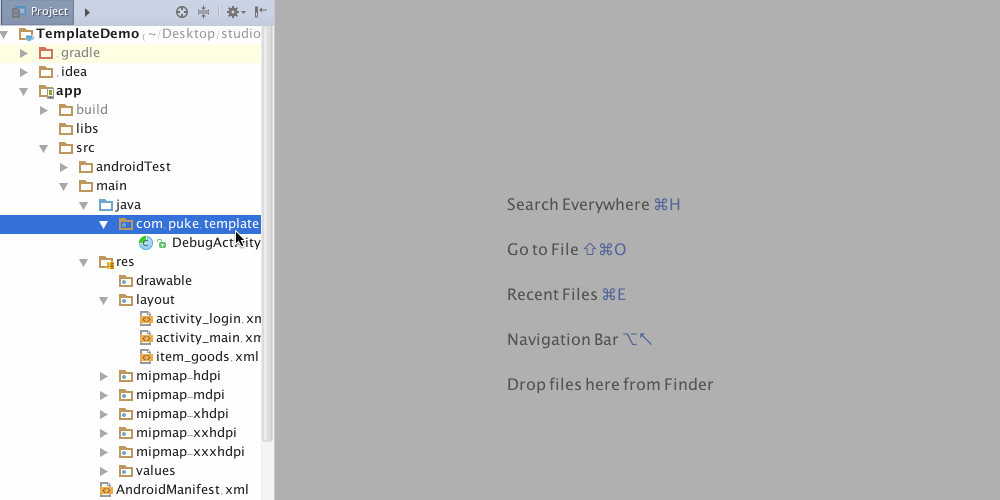 Project
TemplateDemo (~/Desktop/studio
.gradle
.idea
app
build
libs
src
androidTest
main
java
com.puke.template
DebugActivity
res
drawable
layout
activity_login.xm
activity_main.xm
item_goods.xml
mipmap-hdpi
mipmap-mdpi
mipmap-xhdpi
mipmap-xxhdpi
mipmap-xxxhdpi
values
AndroidManifest.xml
Search Everywhere ⌘H
Go to File ⇧⌘O
Recent Files ⌘E
Navigation Bar ⌥↖
Drop files here from Finder